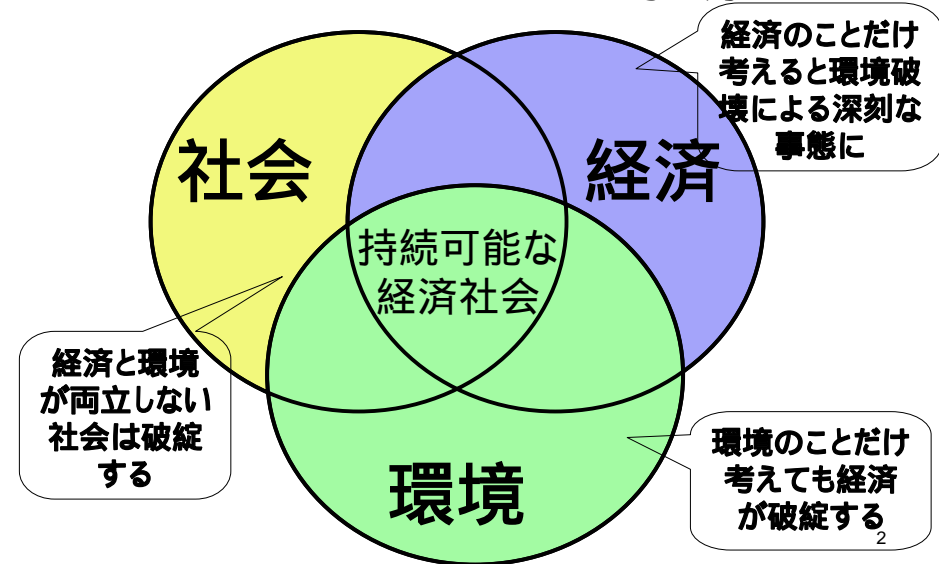 経済のことだけ
考えると環境破
壊による深刻な
事態に
社会
経済
持続可能な
経済社会
経済と環境
が両立しない
社会は破綻
する
環境
環境のことだけ
考えても経済
が破綻する
2